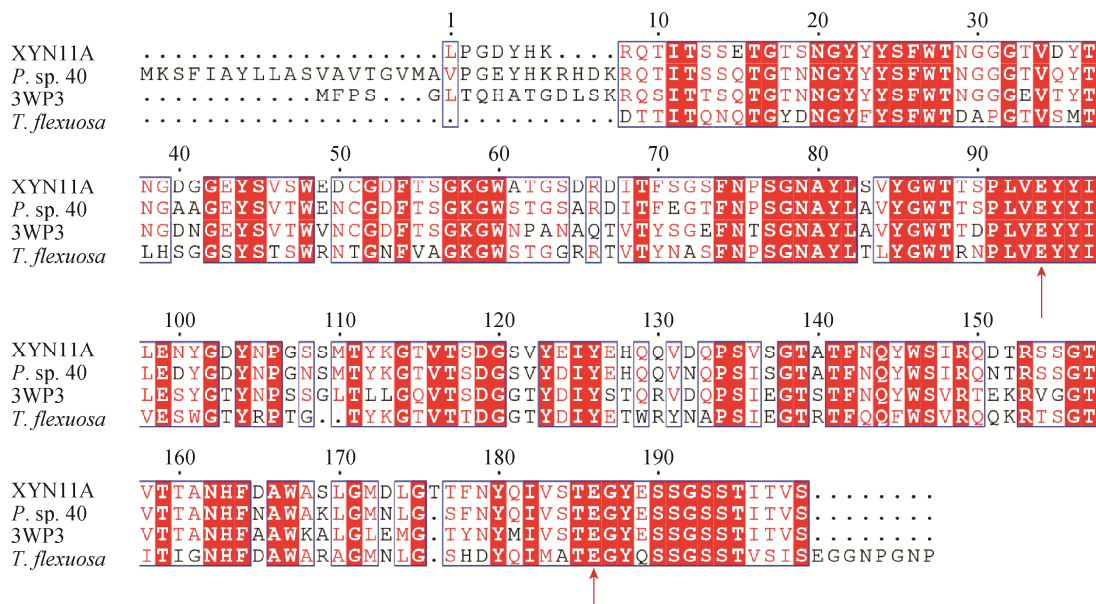 1 10 20 30
XYN11A ...................LPGDYHK....RQTITSSETGTSNGYYYSFWTNGGGTVDYT
P. sp. 40 MKSFIAYLLASVAVTGVMAVPGEYHKRHDKRQTITSSQTGTNNGYYYSFWTNGGGTVQYT
3WP3 ...........MFPS...GLTQHATGDLSKRQSITTSQTGTNNGYYYSFWTNGGGEVTYT
T. flexuosa ..............................DTTITQNQTGYDNGYFYSFWTDAPGTVSMT
40 50 60 70 80 90
XYN11A NGDGGEYSVSWEDCGDFTSGKGWATGSDRDITFSGSFNPSGNAYLSVYGWTTSPLVEYYI
P. sp. 40 NGAAGEYSVTWENCGDFTSGKGWSTGSARDITFEGTFNPSGNAYLAVYGWTTSPLVEYYI
3WP3 NGDNGEYSVTWVNCGDFTSGKGWNPANAQTVTYSGEFNTSGNAYLAVYGWTTDPLVEYYI
T. flexuosa LHSGGSYSTSWRNTGNFVAGKGWSTGGRRTVTYNASFNPSGNAYLTLYGWTRNPLVEYYI
100 110 120 130 140 150
XYN11A LENYGDYNPGSSMTYKGTVTSDGSVYEIYEHQQVDQPSVSGTATFNQYWSIRQDTRSSGT
P. sp. 40 LEDYGDYNPGNSMTYKGTVTSDGSVYDIYEHQQVNQPSISGTATFNQYWSIRQNTRSSGT
3WP3 LESYGTYNPSSGLTLLGQVTSDGGTYDIYSTQRVDQPSIEGTSTFNQYWSVRTEKRVGGT
T. flexuosa VESWGTYRPTG..TYKGTVTTDGGTYDIYETWRYNAPSIEGTRTFQQFWSVRQQKRTSGT
160 170 180 190
XYN11A VTTANHFDAWASLGMDLGTTFNYQIVSTEGYESSGSSTITVS........
P. sp. 40 VTTANHFNAWAKLGMNLG.SFNYQIVSTEGYESSGSSTITVS........
3WP3 VTTANHFAAWKALGLEMG.TYNYMIVSTEGYESSGSSTITVS........
T. flexuosa ITIGNHFDAWARAGMNLG.SHDYQIMATEGYQSSGSSTVSISEGGNPGNP